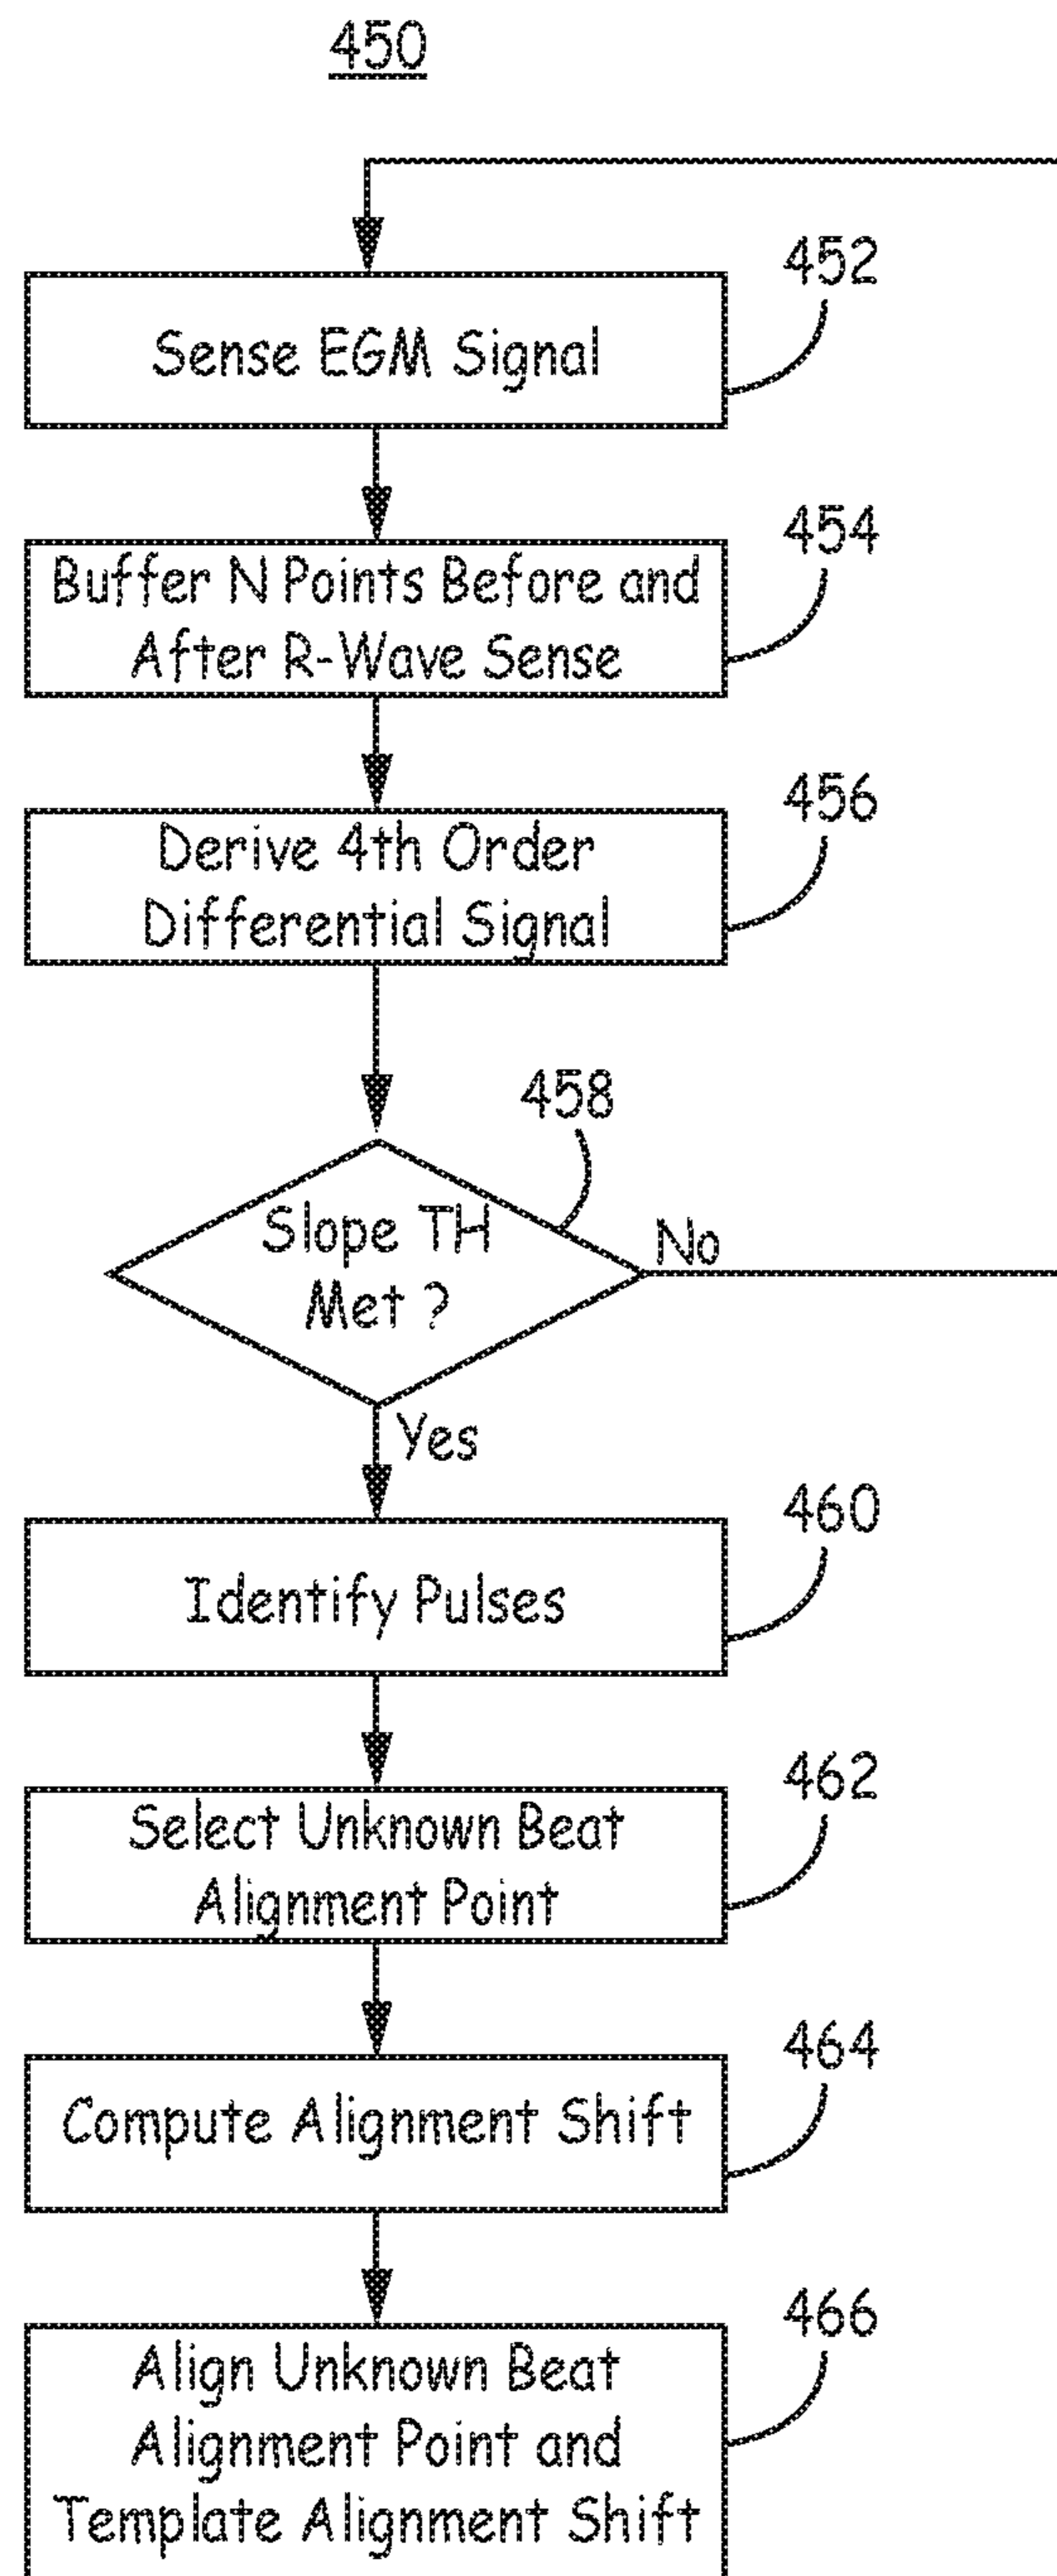 450
452
Sense EGM Signal
454
Buffer N Points Before and
After R-Wave Sense
456
Derive 4th Order
Differential Signal
458
Slope TH
Met ?
No
Yes
460
Identify Pulses
462
Select Unknown Beat
Alignment Point
464
Compute Alignment Shift
466
Align Unknown Beat
Alignment Point and
Template Alignment Shift